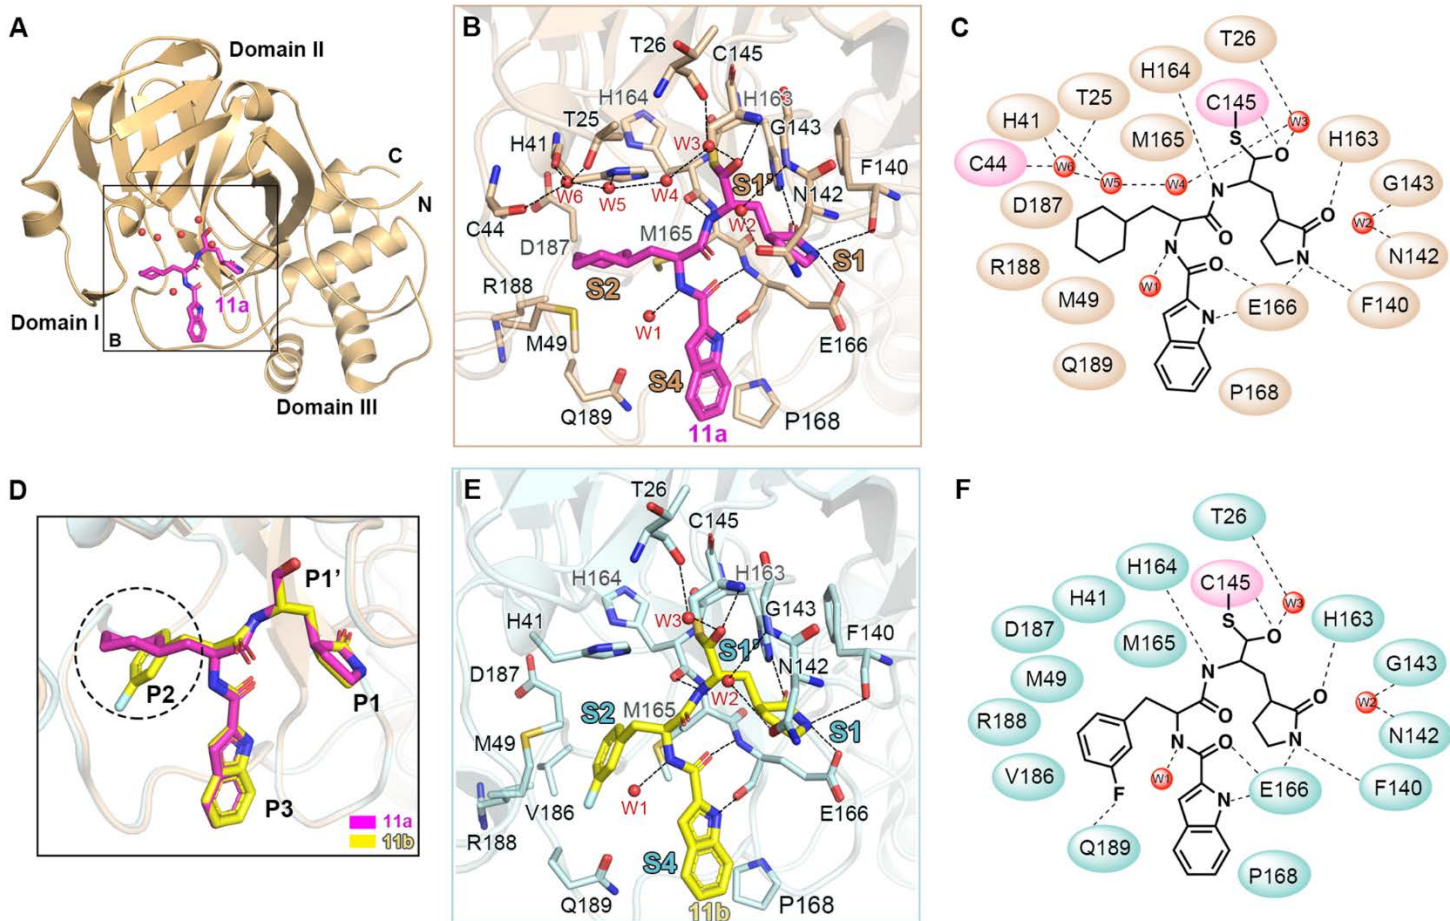 A
Domain II
C
N
11a
Domain I
B
Domain III
B
T26
C145
H164
H163
T25
G143
H41
W3
F140
S1'
N142
W6
W5
W4
W2
C44
D187
M165
S1
S2
R188
W1
M49
E166
S4
Q189
P168
11a
C
T26
H164
T25
C145
H41
W3
M165
S
H163
C44
O
W6
W5
W4
G143
N
H
D187
O
W2
O
N142
R188
N
H
O
N
H
W1
E166
F140
M49
N
H
Q189
P168
D
P1'
P2
P1
P3
11a
11b
E
T26
C145
H164
H163
W3
G143
H41
F140
S1'
N142
D187
W2
S2
M165
S1
M49
W1
V186
E166
R188
S4
Q189
P168
11b
F
T26
H164
C145
H41
W3
S
H163
D187
M165
O
G143
M49
N
H
W2
O
O
N142
R188
N
H
O
N
H
V186
W1
F
E166
F140
N
H
Q189
P168